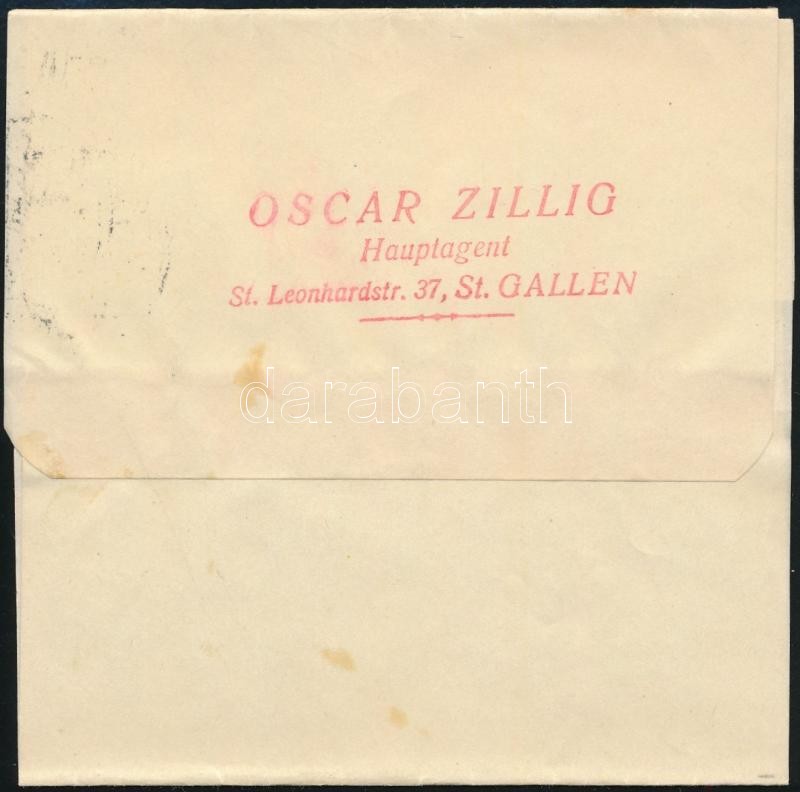 OSCAR ZILLIG
Hauptagent
St. Leonhardstr. 37, St. GALLEN
darabanth